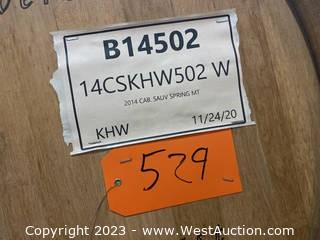 B14502
14CSKHW502 W
2014 CAB. SAUV SPRING MT
KHW 11/24/20
529
Copyright 2023 - www.WestAuction.com